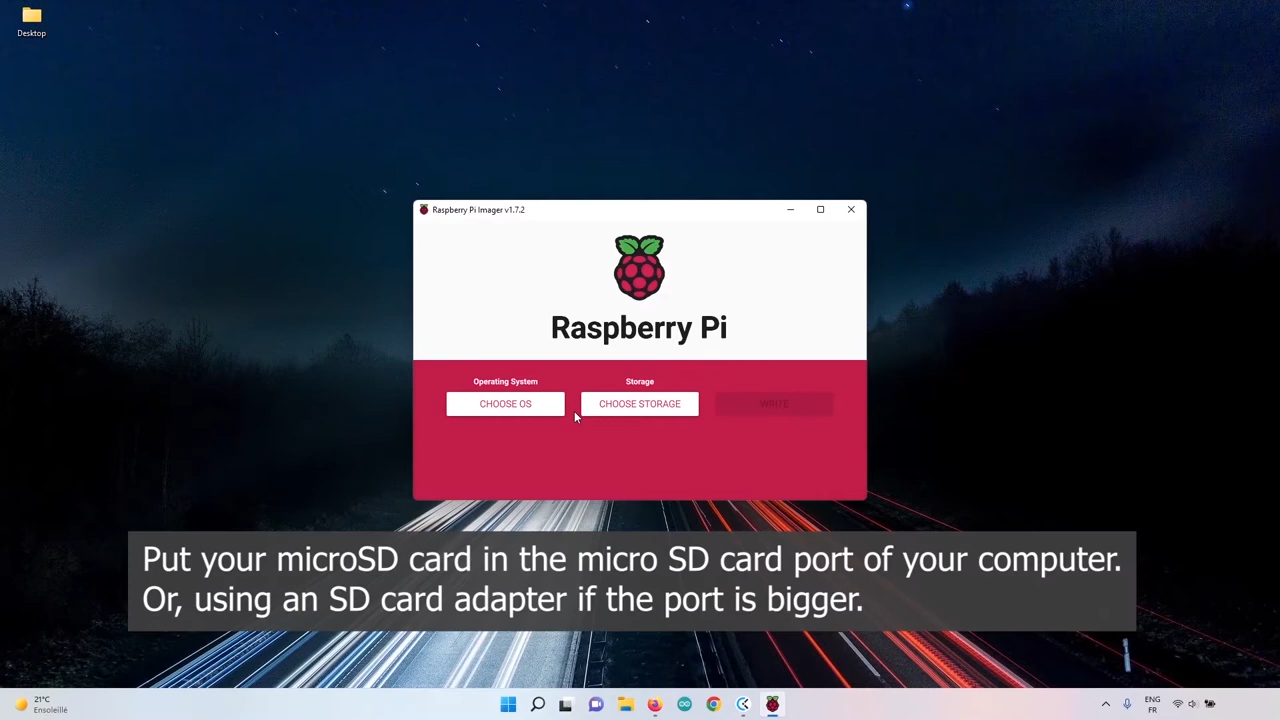 Desktop
Raspberry Pi Imager v1.7.2
Raspberry Pi
Operating System
Storage
CHOOSE OS
CHOOSE STORAGE
WRITE
Put your microSD card in the micro SD card port of your computer.
Or, using an SD card adapter if the port is bigger.
21°C
Ensoleillé
ENG
FR